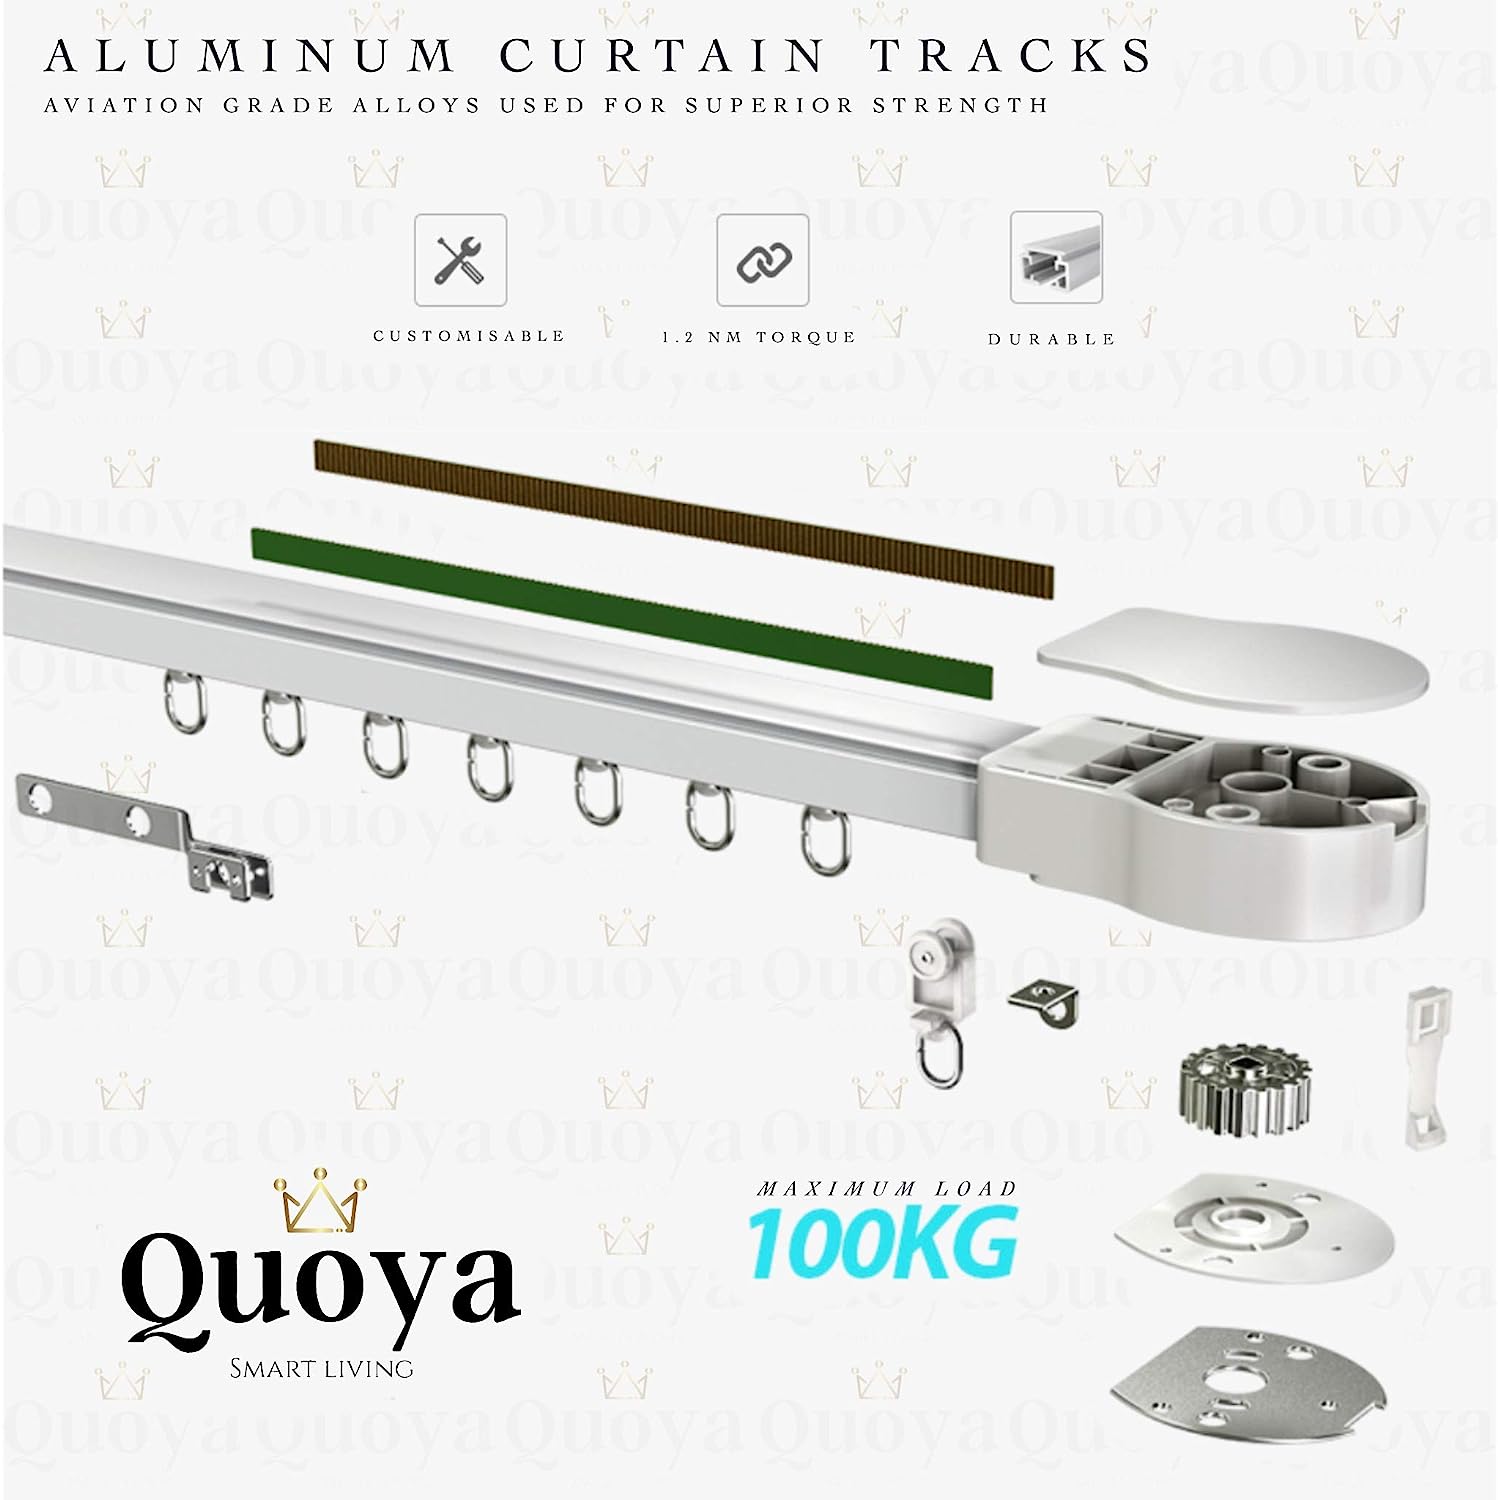 ALUMINUM CURTAIN TRACKS
AVIATION GRADE ALLOYS USED FOR SUPERIOR STRENGTH
CUSTOMISABLE
1.2 NM TORQUE
DURABLE
MAXIMUM LOAD
100KG
Quoya
SMART LIVING